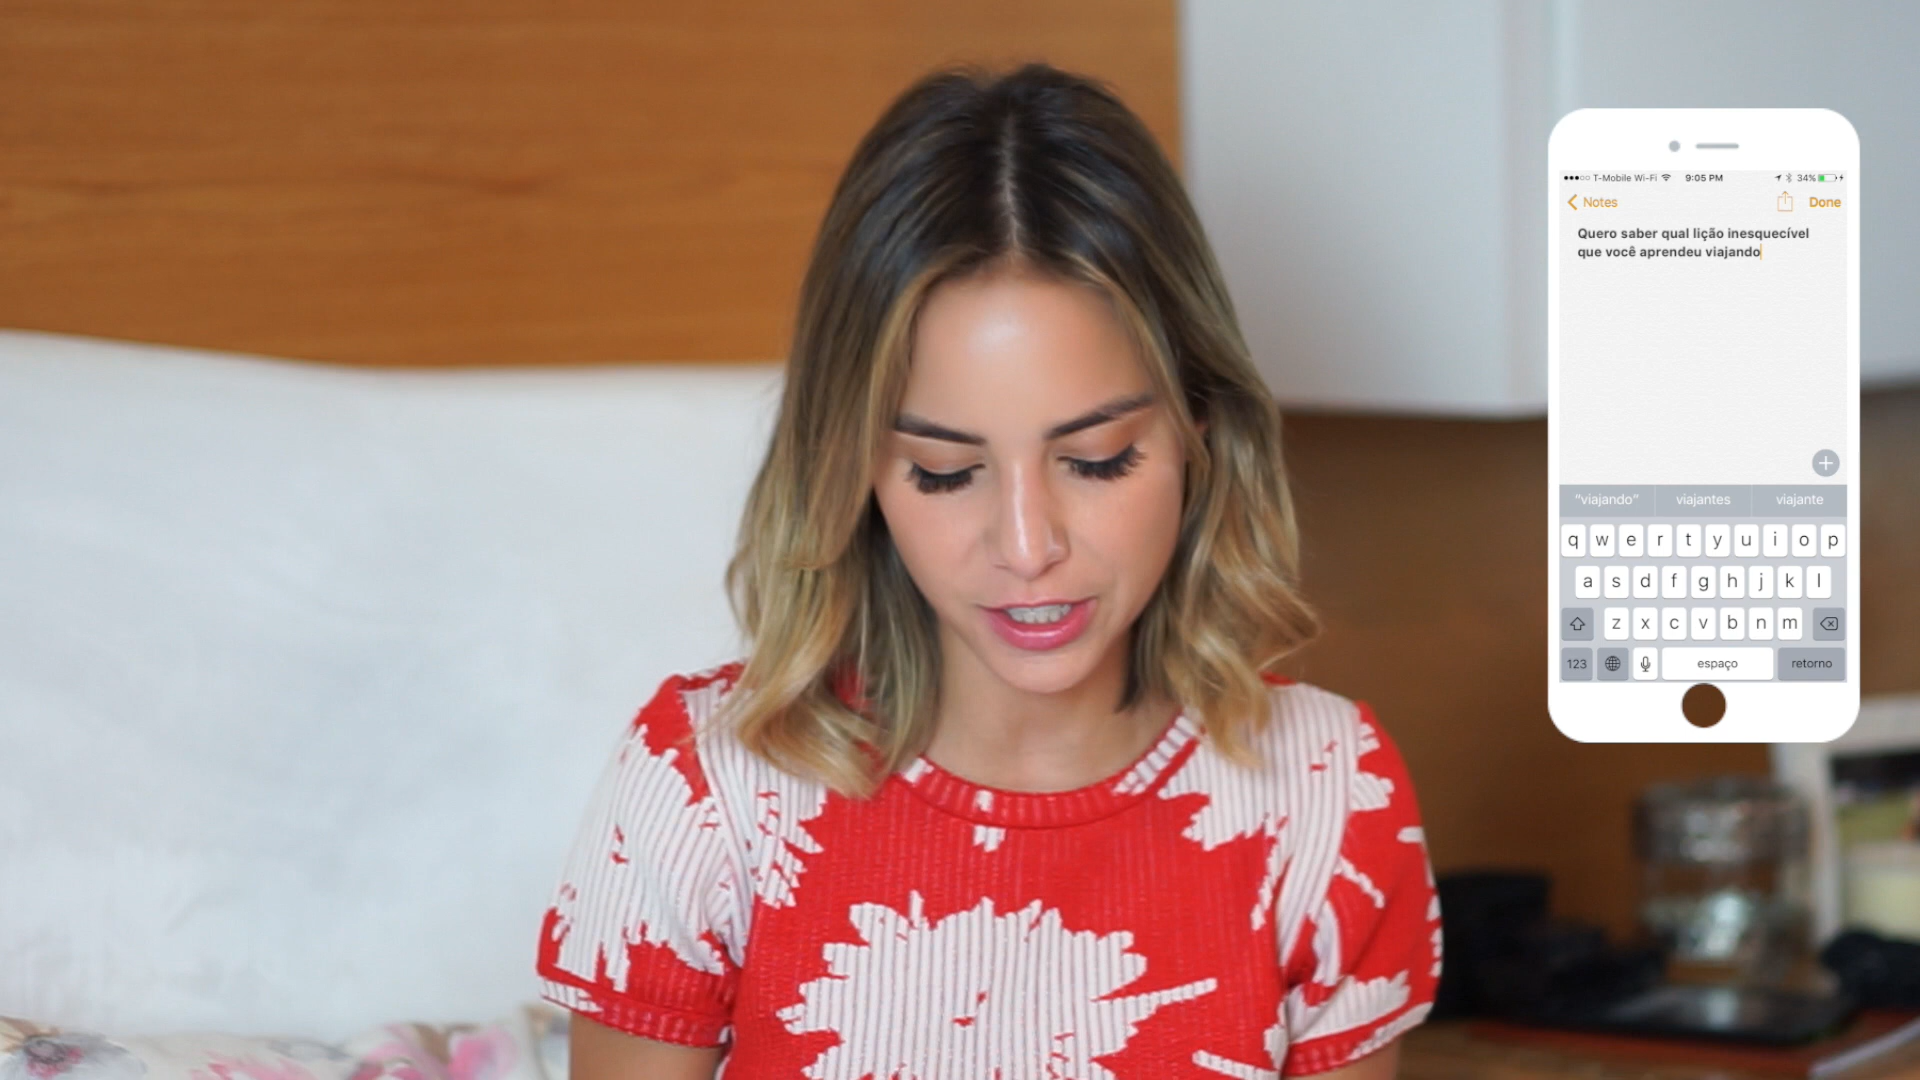 T-Mobile Wi-Fi 9:05 PM 34%
Notes Done
Quero saber qual lição inesquecível
que você aprendeu viajando
"viajando" viajantes viajante
q w e r t y u i o p
a s d f g h j k l
z x c v b n m
123 espaço retorno